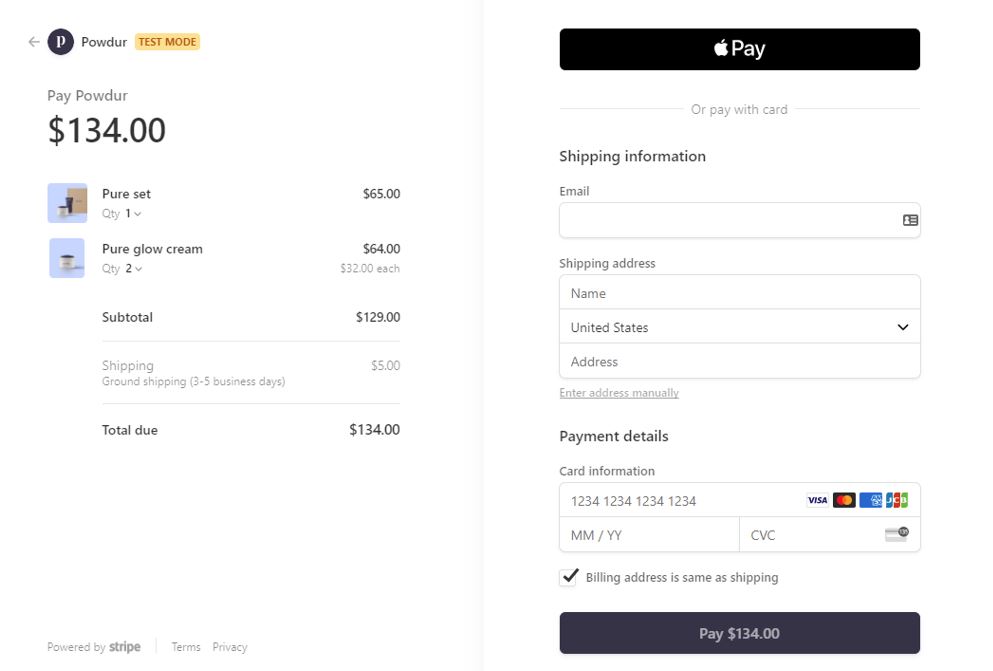 Powdur TEST MODE
Pay Powdur
$134.00
Pure set $65.00
Qty 1
Pure glow cream $64.00
Qty 2 $32.00 each
Subtotal $129.00
Shipping $5.00
Ground shipping (3-5 business days)
Total due $134.00
Powered by stripe Terms Privacy
Pay
Or pay with card
Shipping information
Email
Shipping address
Name
United States
Address
Enter address manually
Payment details
Card information
1234 1234 1234 1234 VISA JCB
MM / YY CVC
Billing address is same as shipping
Pay $134.00